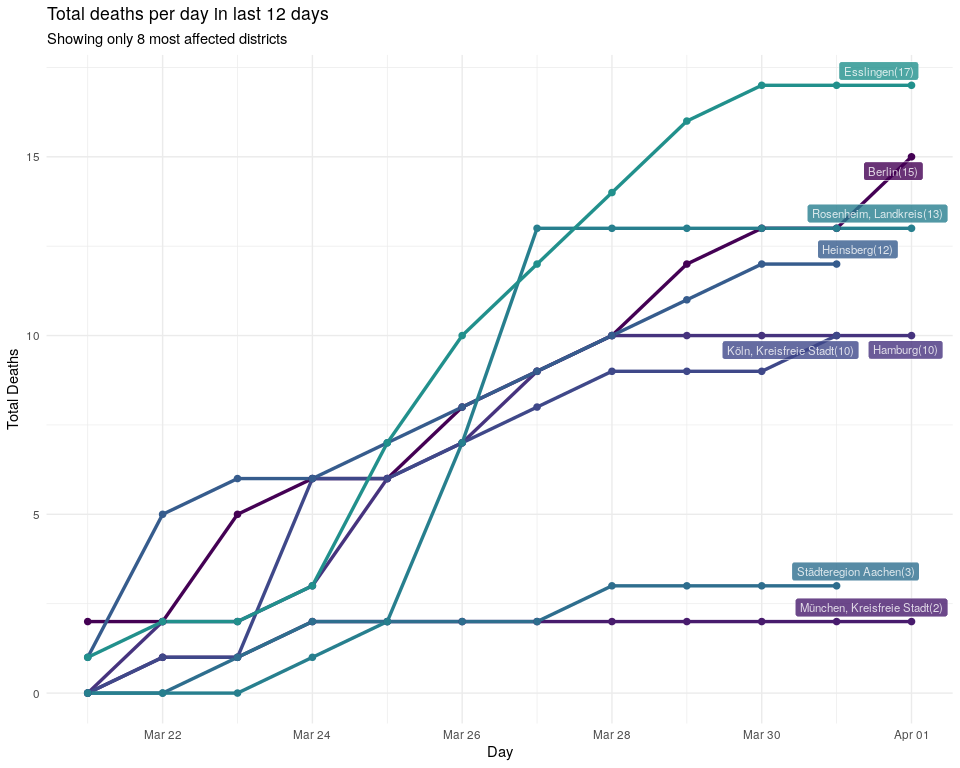 Total deaths per day in last 12 days
Showing only 8 most affected districts
Esslingen(17)
Berlin(15)
Rosenheim, Landkreis(13)
Heinsberg(12)
Köln, Kreisfreie Stadt(10)
Hamburg(10)
Städteregion Aachen(3)
München, Kreisfreie Stadt(2)
Total Deaths
15
10
5
0
Mar 22
Mar 24
Mar 26
Mar 28
Mar 30
Apr 01
Day